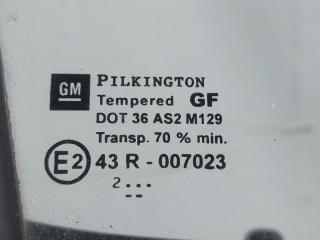 GM PILKINGTON
Tempered GF
DOT 36 AS2 M129
Transp. 70 % min.
E2 43 R - 007023
2...
---